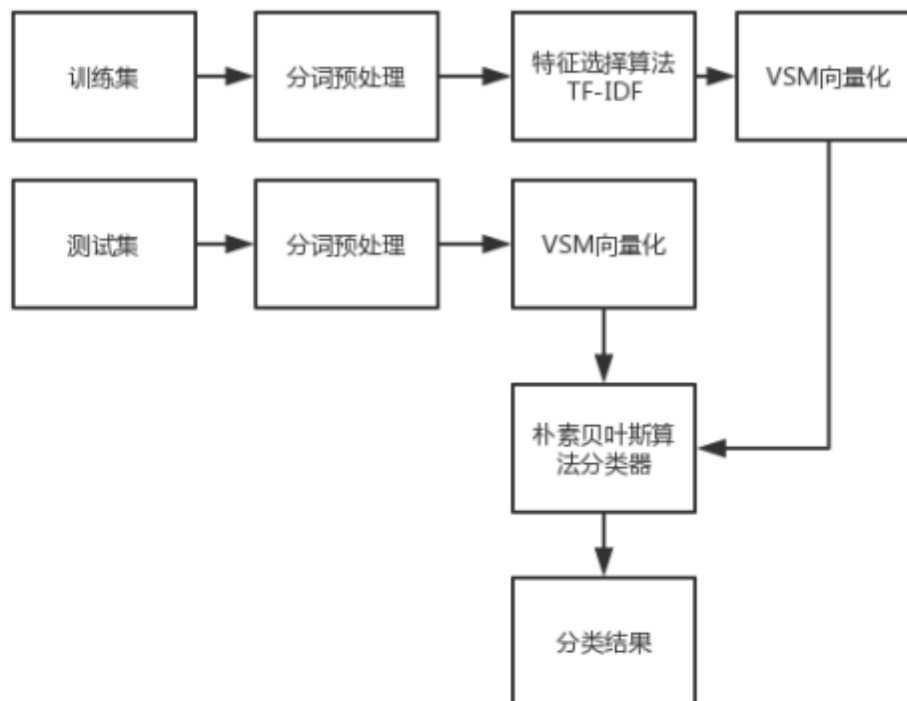 训练集
分词预处理
特征选择算法
TF-IDF
VSM向量化
测试集
分词预处理
VSM向量化
朴素贝叶斯算
法分类器
分类结果